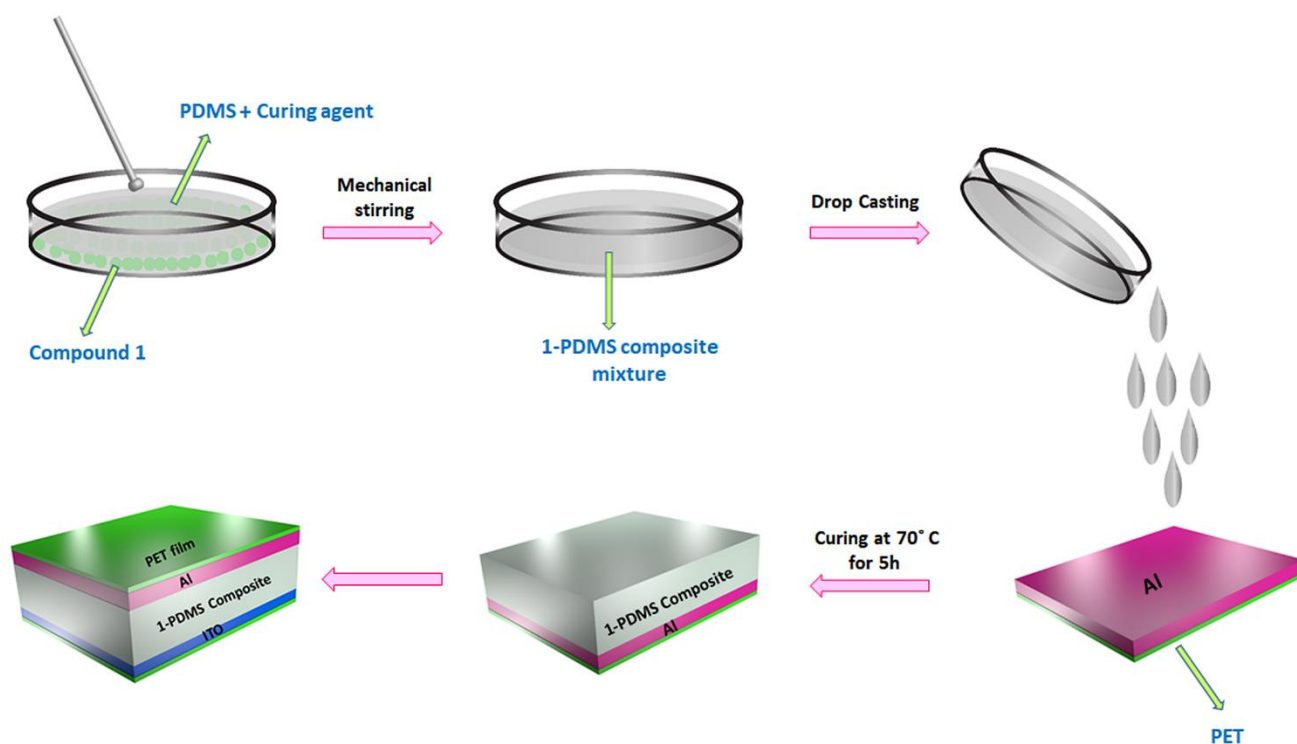 PDMS + Curing agent
Mechanical
stirring
Drop Casting
Compound 1
1-PDMS composite
mixture
PET film
Al
1-PDMS Composite
ITO
1-PDMS Composite
Al
Curing at 70° C
for 5h
Al
PET